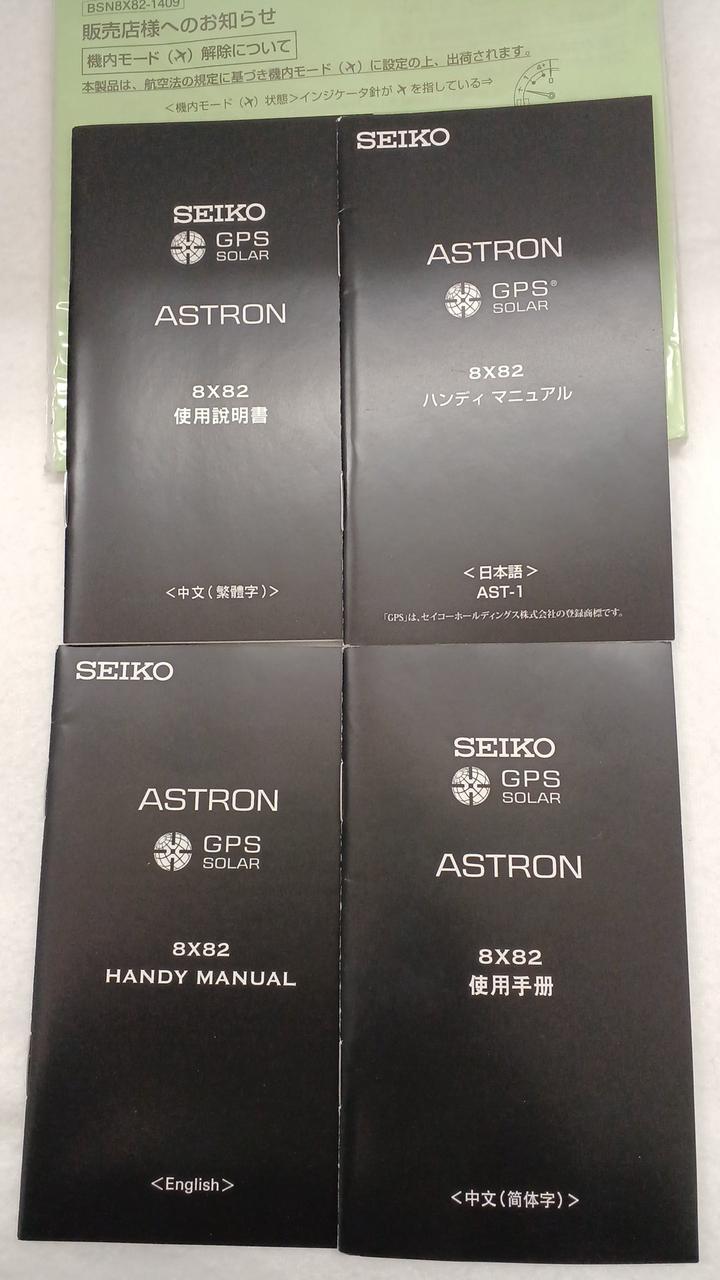 BSN8X82-1409
販売店様へのお知らせ
機内モード（✈）解除について
本製品は、航空法の規定に基づき機内モード（✈）に設定の上、出荷されます。
＜機内モード（✈）状態＞インジケータ針が✈を指している⇒
SEIKO
GPS
SOLAR
ASTRON
8X82
使用說明書
＜中文（繁體字）＞
SEIKO
ASTRON
GPS®
SOLAR
8X82
ハンディ マニュアル
＜日本語＞
AST-1
「GPS」は、セイコーホールディングス株式会社の登録商標です。
SEIKO
ASTRON
GPS
SOLAR
8X82
HANDY MANUAL
＜English＞
SEIKO
GPS
SOLAR
ASTRON
8X82
使用手册
＜中文（简体字）＞